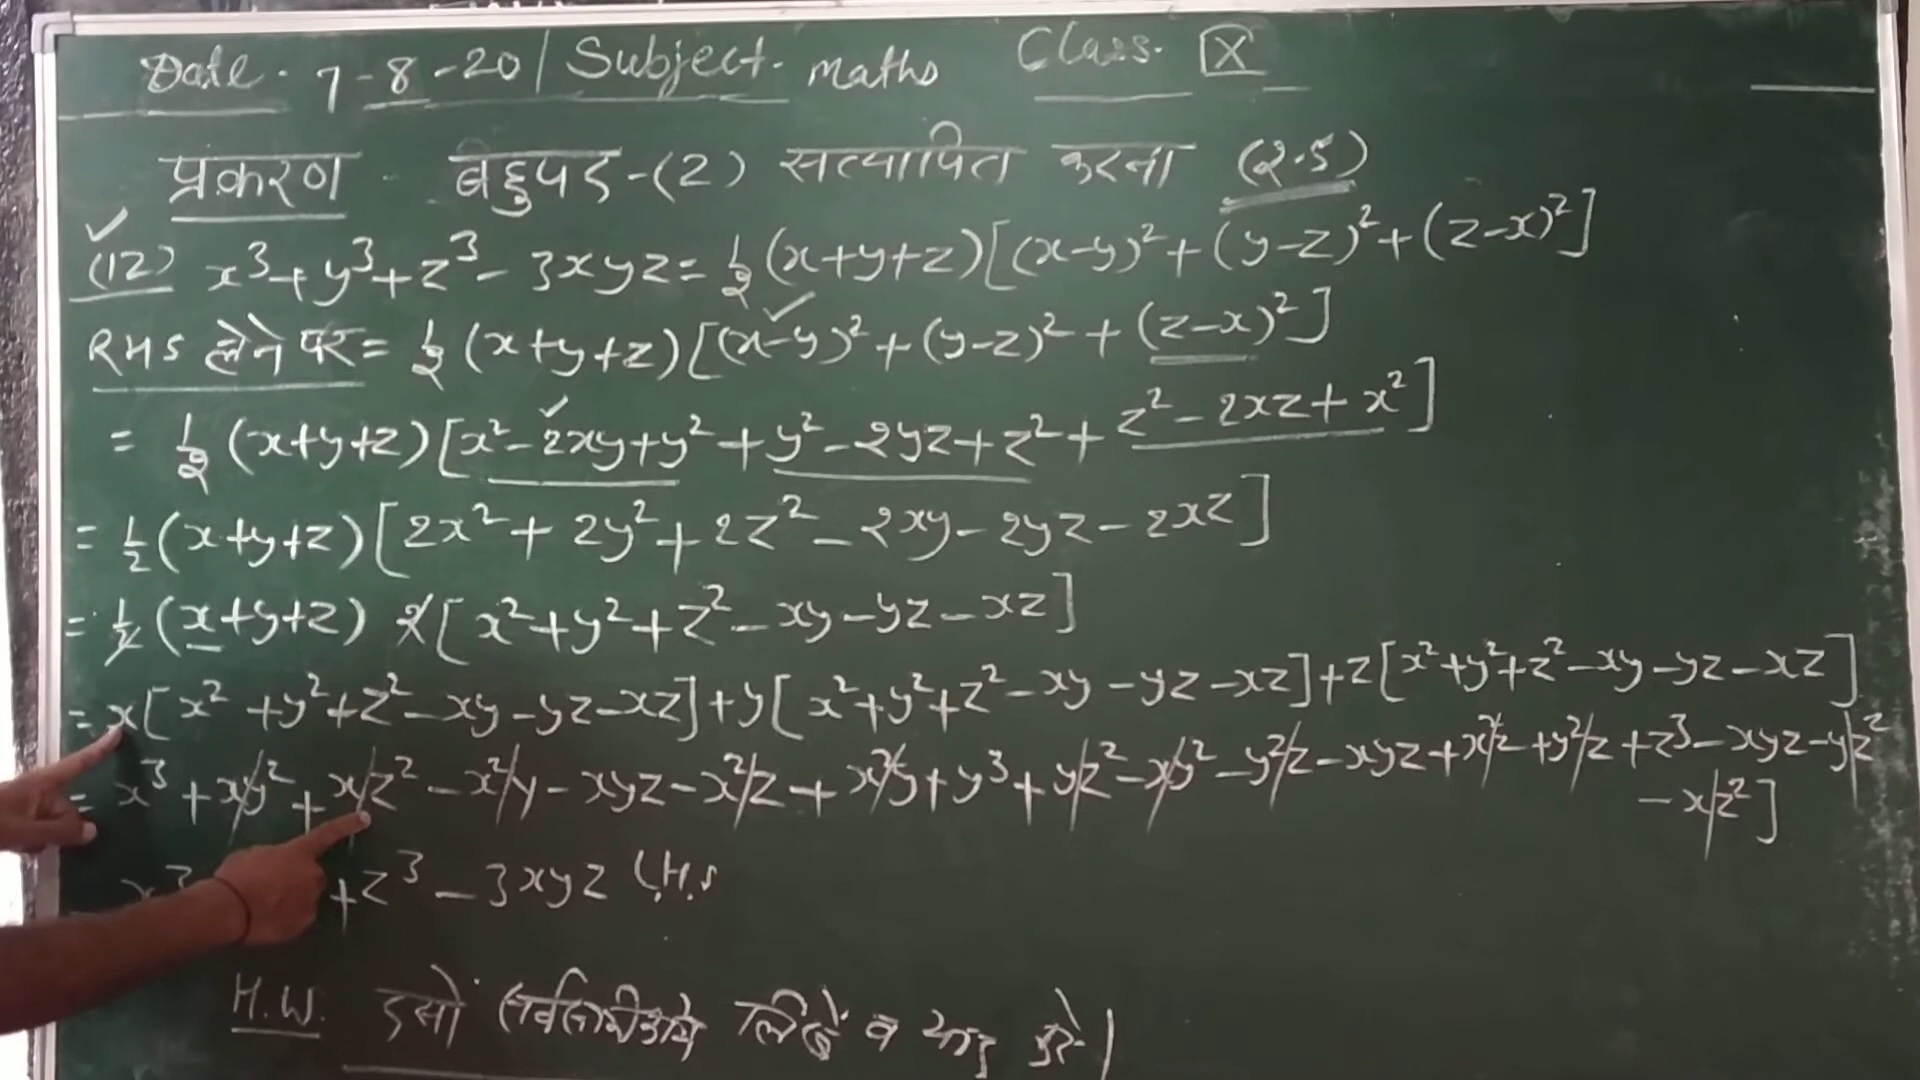 Date. 7-8-20 | Subject. maths Class. X
प्रकरण . बहुपद-(2) सत्यापित करना (2.5)
(12) x³+y³+z³-3xyz=½(x+y+z)[(x-y)²+(y-z)²+(z-x)²]
RHS लेने पर=½(x+y+z)[(x-y)²+(y-z)²+(z-x)²]
=½(x+y+z)[x²-2xy+y²+y²-2yz+z²+z²-2xz+x²]
=½(x+y+z)[2x²+2y²+2z²-2xy-2yz-2xz]
=½(x+y+z) 2[x²+y²+z²-xy-yz-xz]
=x[x²+y²+z²-xy-yz-xz]+y[x²+y²+z²-xy-yz-xz]+z[x²+y²+z²-xy-yz-xz]
=x³+xy²+xz²-x²y-xyz-x²z+x²y+y³+yz²-xy²-y²z-xyz+x²z+y²z+z³-xyz-yz²
-xz²]
x³ +z³-3xyz L.H.S
H.W. इसी लिखें व याद करें।